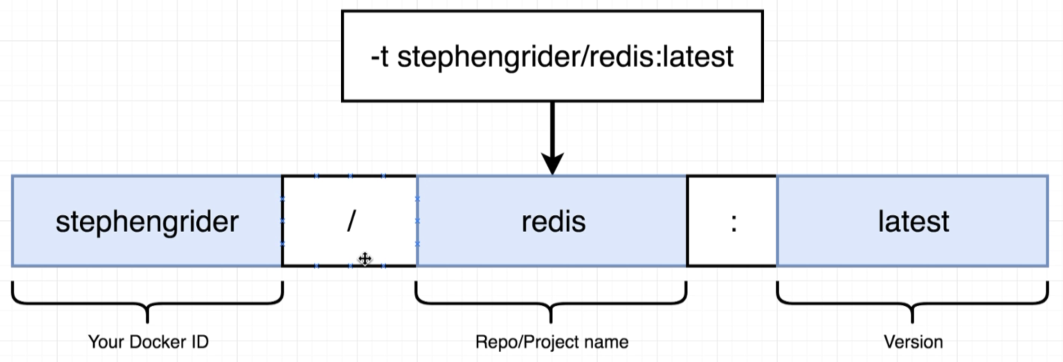 -t stephengrider/redis:latest
stephengrider / redis : latest
Your Docker ID Repo/Project name Version